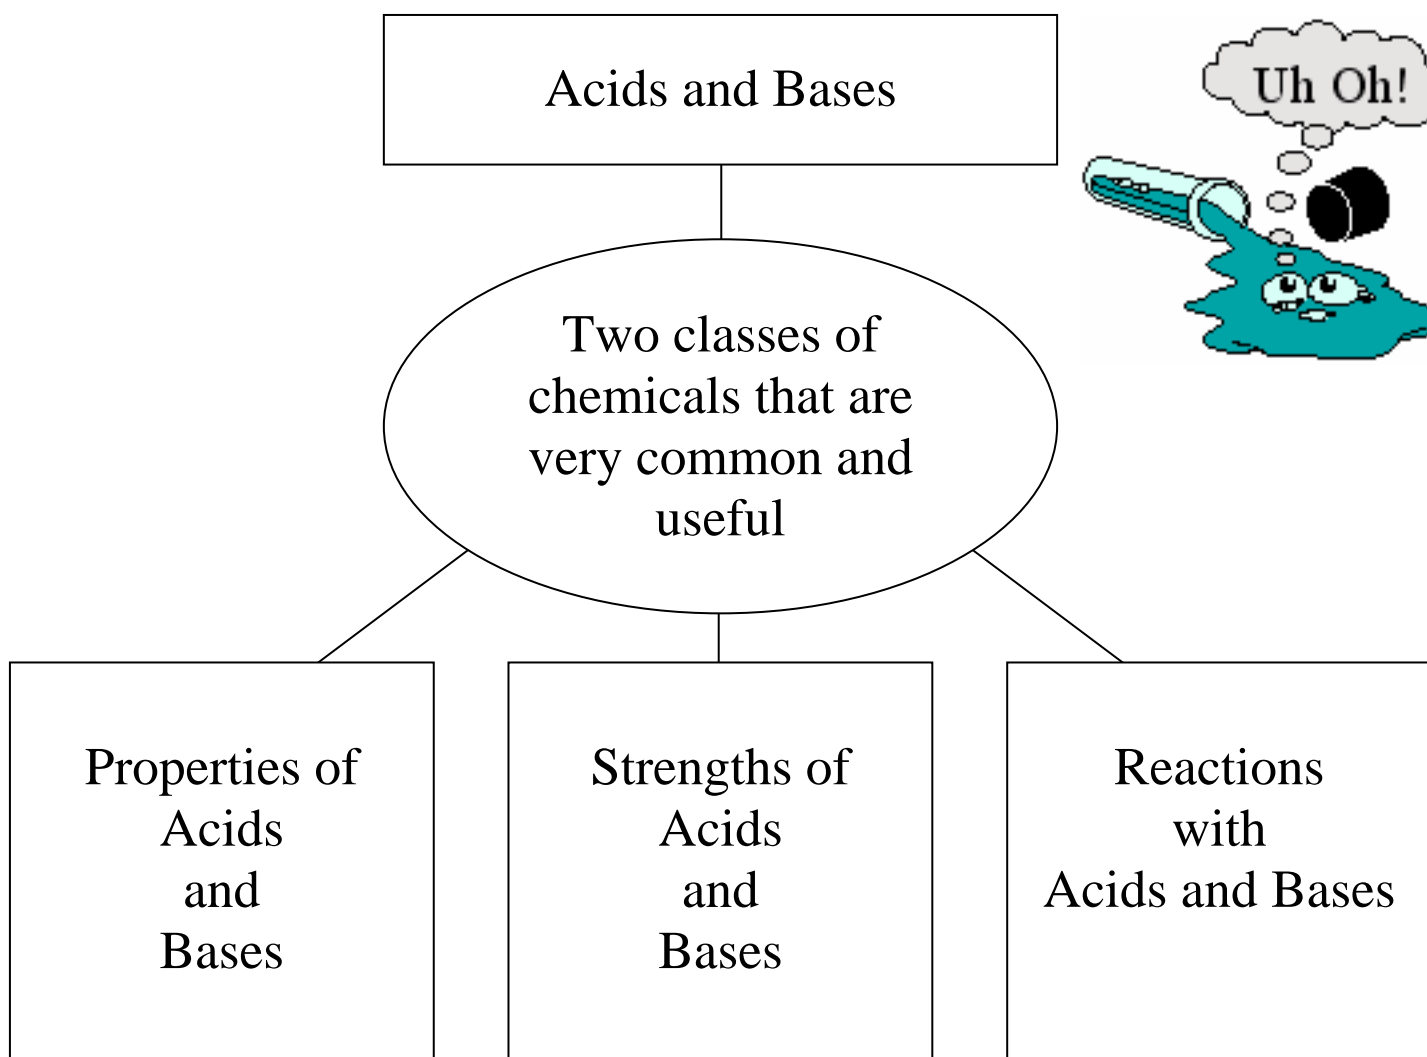 Acids and Bases
Uh Oh!
Two classes of
chemicals that are
very common and
useful
Properties of
Acids
and
Bases
Strengths of
Acids
and
Bases
Reactions
with
Acids and Bases